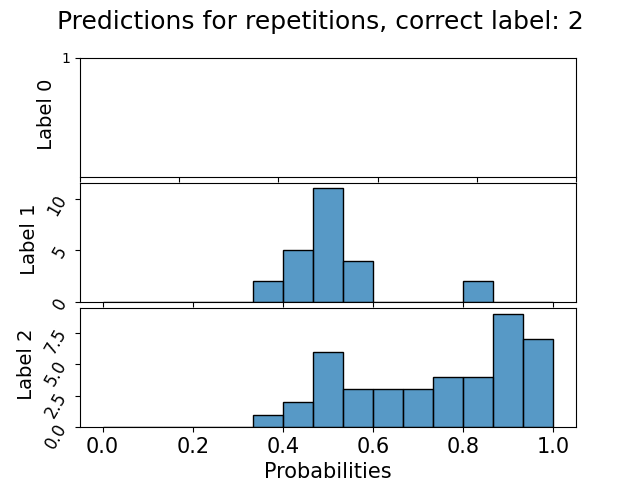 Predictions for repetitions, correct label: 2
1
Label 0
10
5
0
Label 1
7.5
5.0
2.5
0.0
Label 2
0.0 0.2 0.4 0.6 0.8 1.0
Probabilities